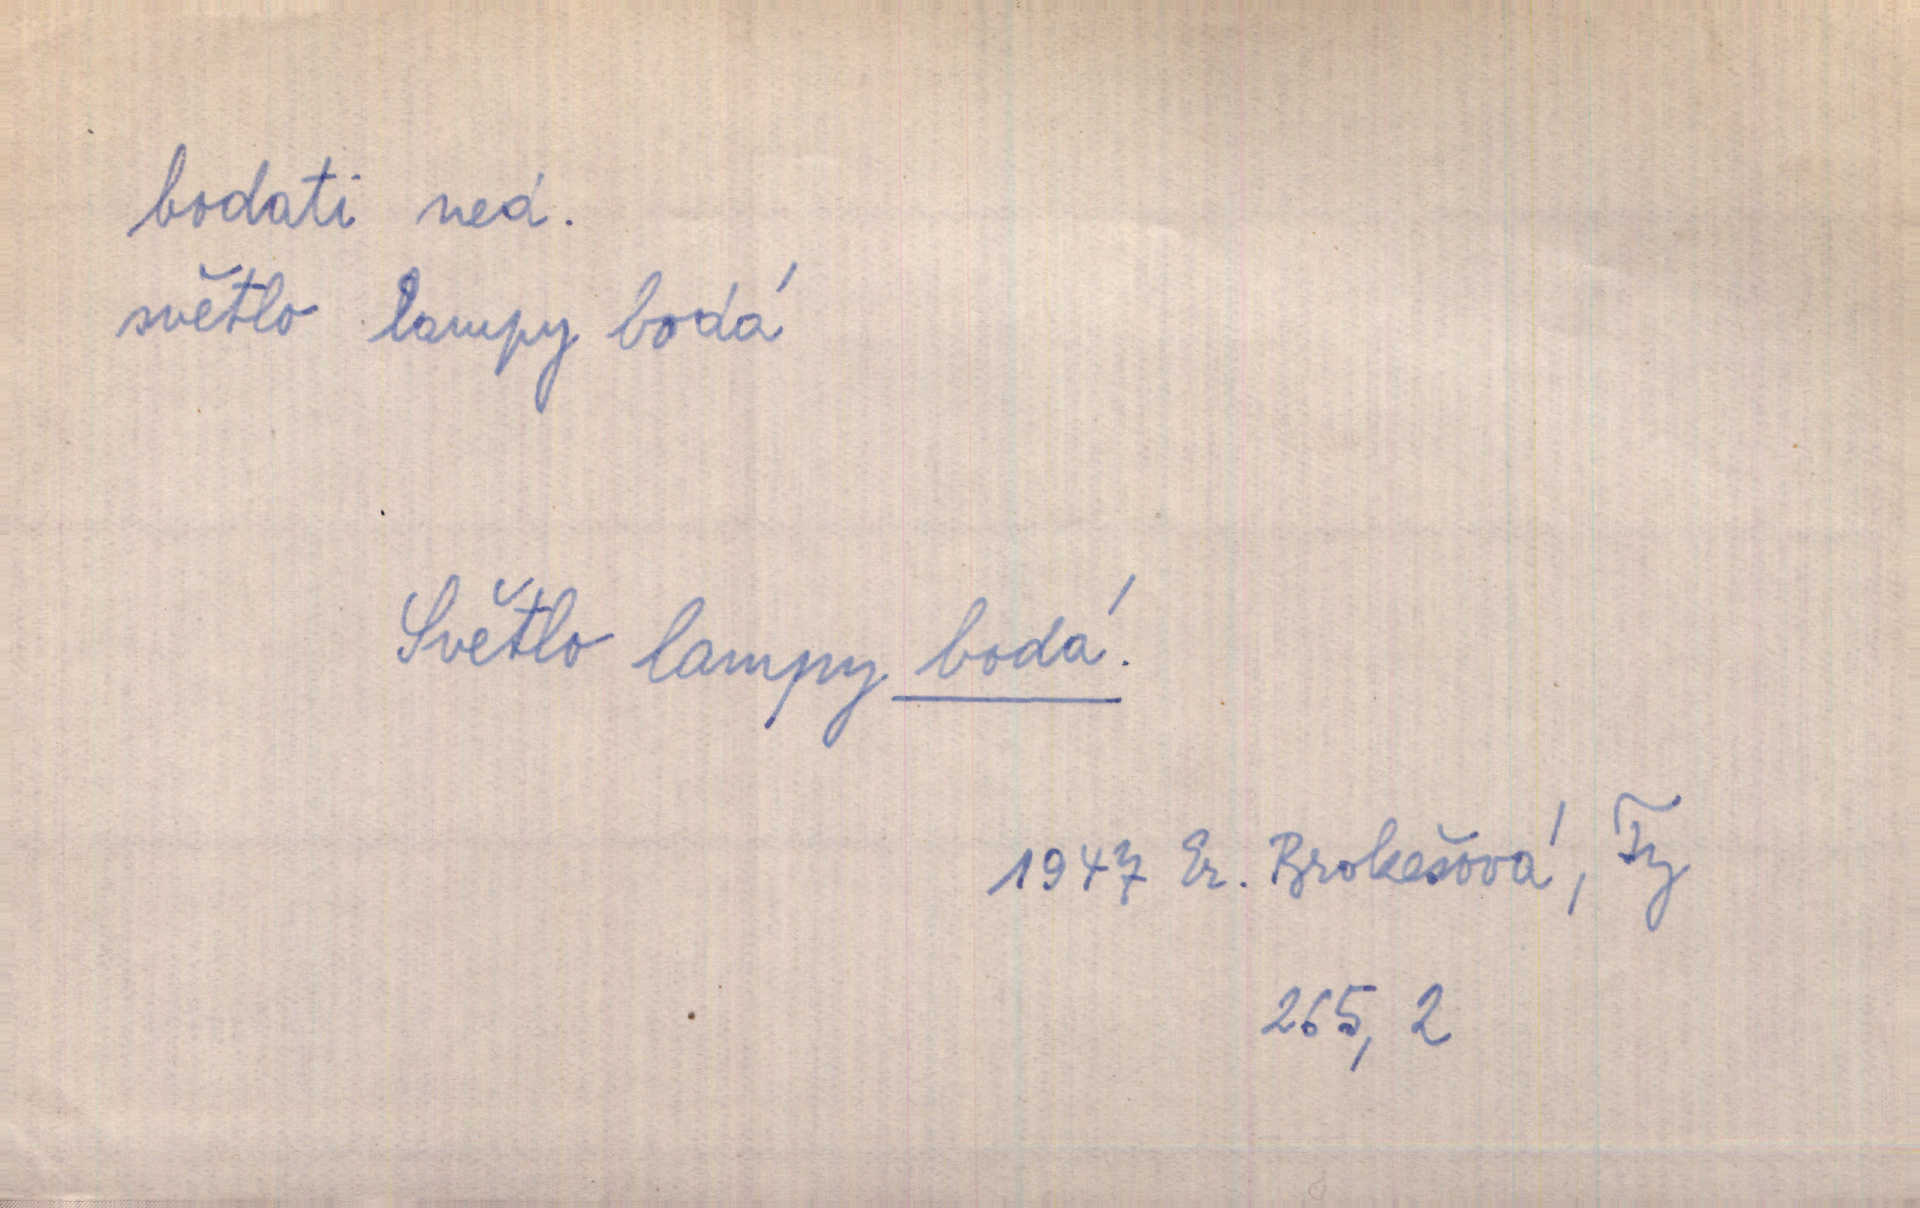 bodati ned.
světlo lampy bodá
Světlo lampy bodá.
1947 Er. Brokešová, Ty
265, 2